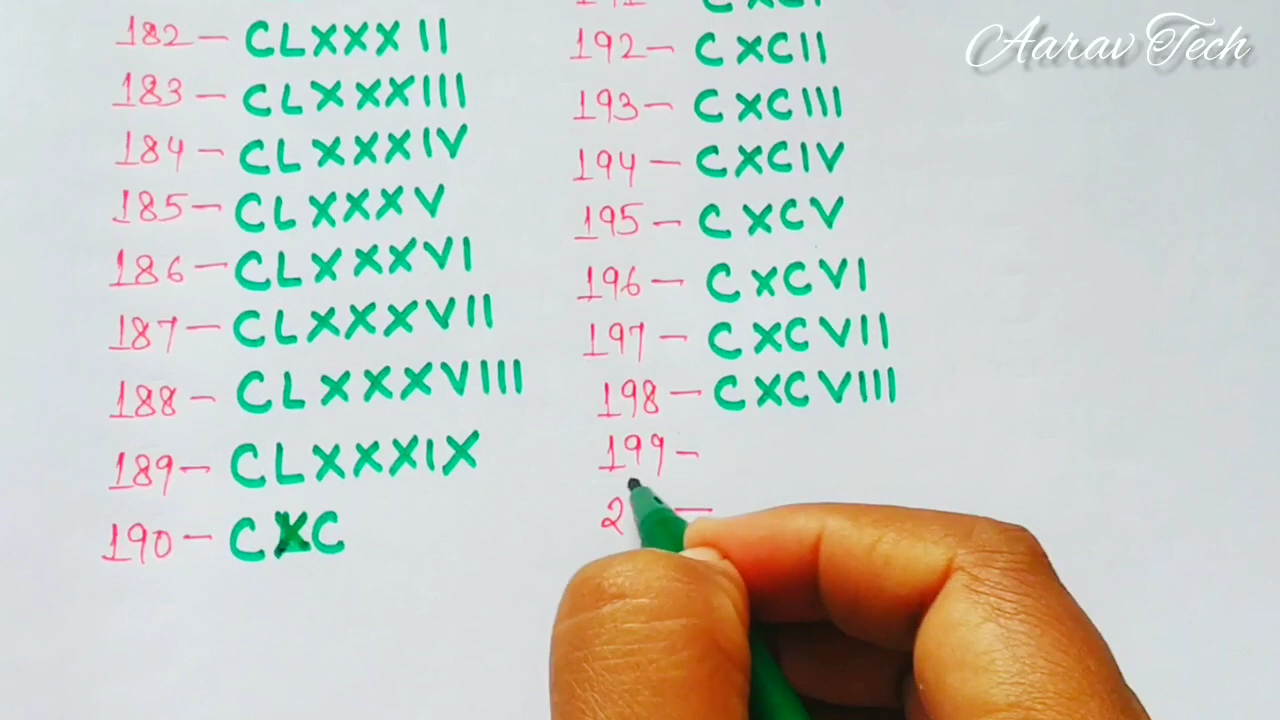 Aarav Tech
182 – CLXXXII
183 – CLXXXIII
184 – CLXXXIV
185 – CLXXXV
186 – CLXXXVI
187 – CLXXXVII
188 – CLXXXVIII
189 – CLXXXIX
190 – CXC
192 – CXCII
193 – CXCIII
194 – CXCIV
195 – CXCV
196 – CXCVI
197 – CXCVII
198 – CXCVIII
199 –